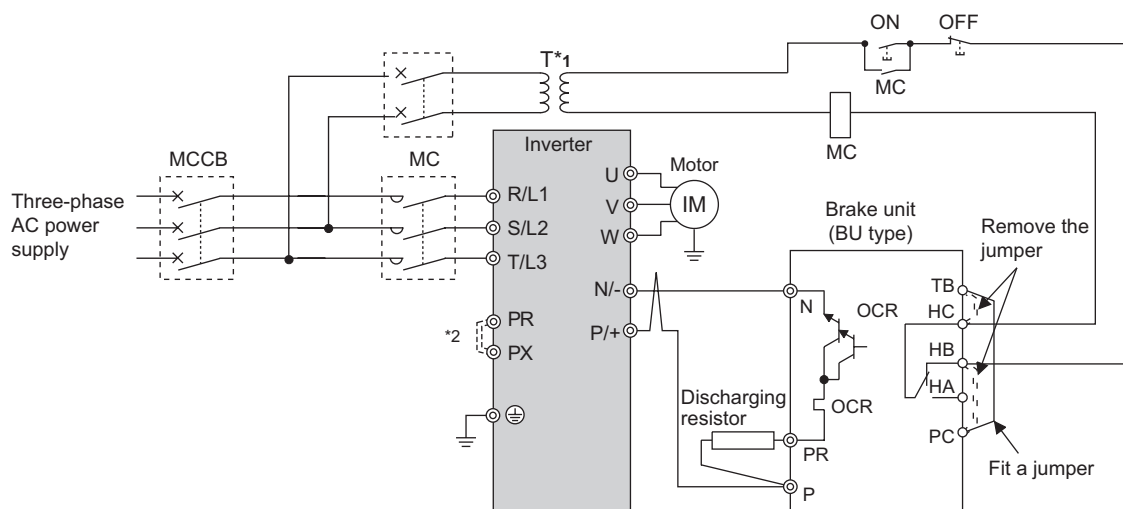 ON
OFF
T*1
MC
MC
MCCB
MC
Inverter
Motor
Three-phase
AC power
supply
R/L1
S/L2
T/L3
U
V
W
IM
Brake unit
(BU type)
Remove the
jumper
N/-
P/+
PR
PX
*2
N
OCR
OCR
TB
HC
HB
HA
PC
Discharging
resistor
PR
P
Fit a jumper